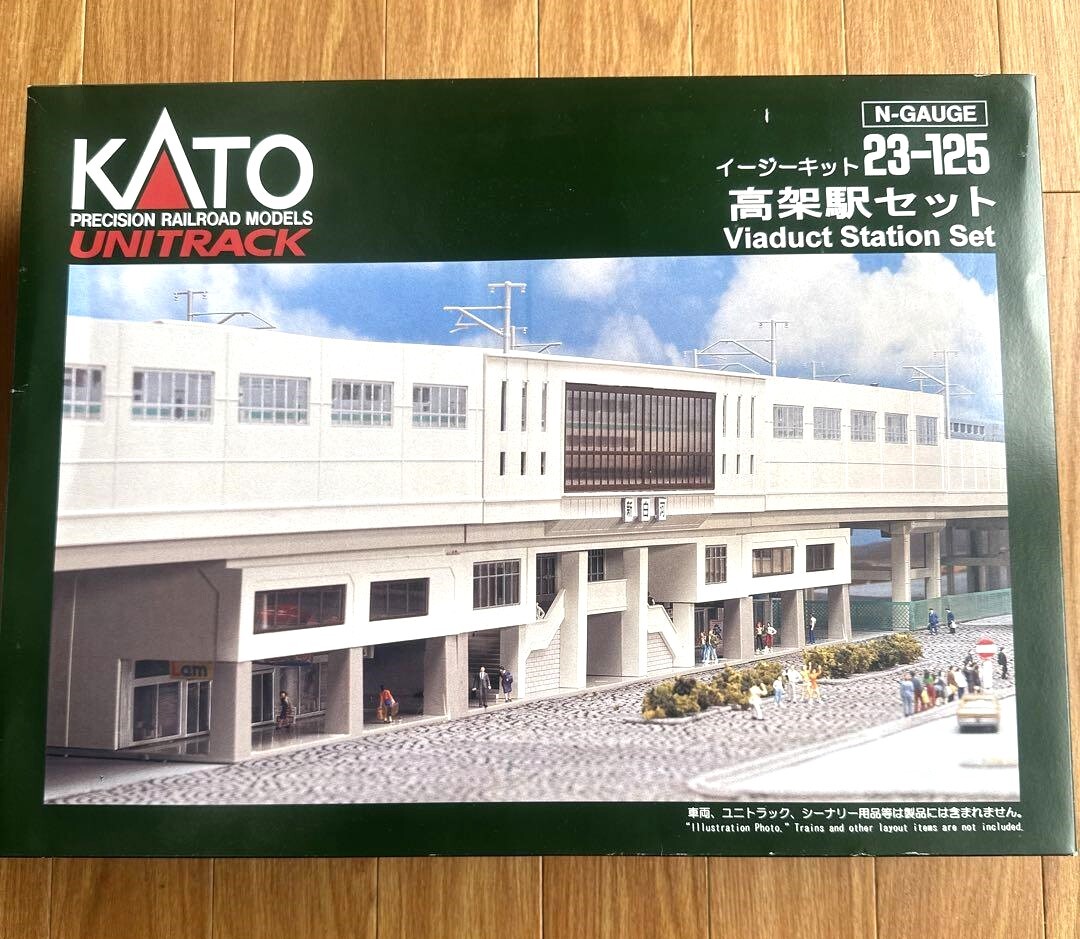 KATO
PRECISION RAILROAD MODELS
UNITRACK
N-GAUGE
イージーキット 23-125
高架駅セット
Viaduct Station Set
Lam
車両、ユニトラック、シーナリー用品等は製品には含まれません。
"Illustration Photo." Trains and other layout items are not included.